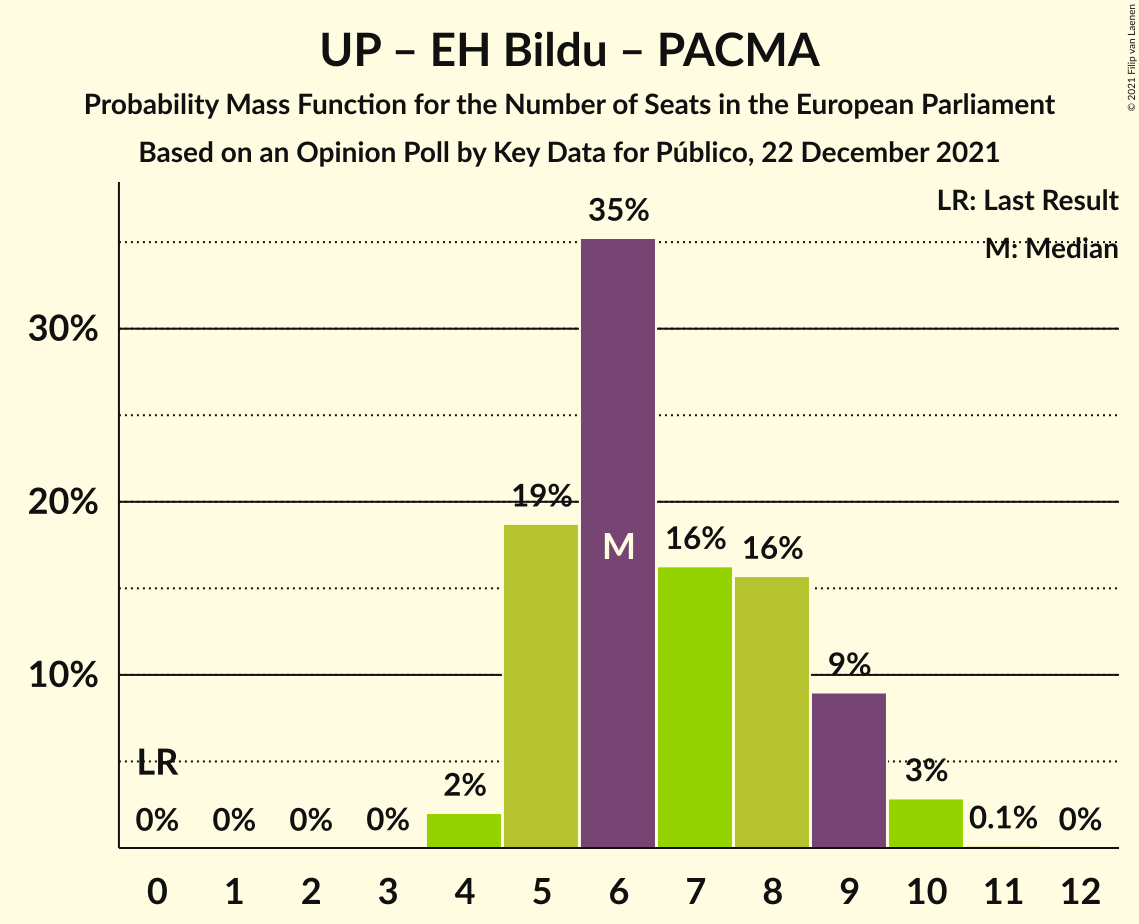 UP – EH Bildu – PACMA
Probability Mass Function for the Number of Seats in the European Parliament
Based on an Opinion Poll by Key Data for Público, 22 December 2021
© 2021 Filip van Laenen
LR: Last Result
M: Median
35%
30%
20%
19%
M
16%
16%
10%
9%
LR
3%
2%
0%
0%
0%
0%
0.1%
0%
0 1 2 3 4 5 6 7 8 9 10 11 12